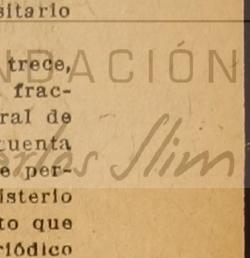 sitario
trece,
frac-
ral de
cuenta
e per-
isterio
to que
riódico
NDACIÓN
Carlos Slim